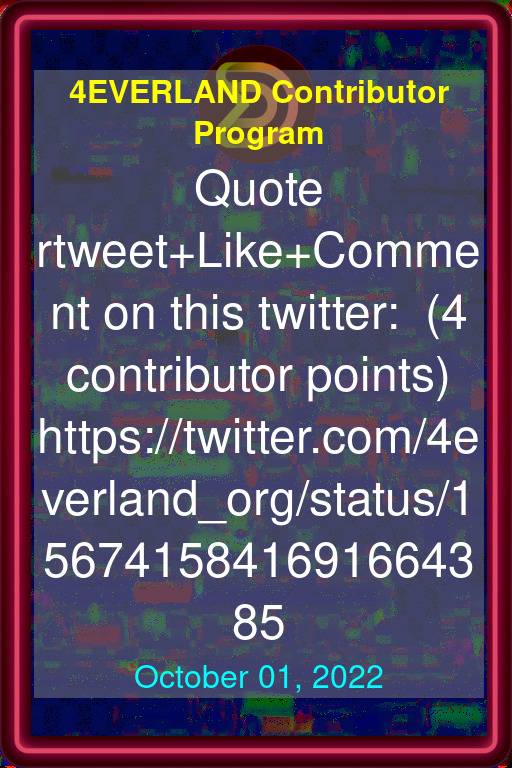 4EVERLAND Contributor
Program
Quote
rtweet+Like+Comme
nt on this twitter:  (4
contributor points)
https://twitter.com/4e
verland_org/status/1
5674158416916643
85
October 01, 2022